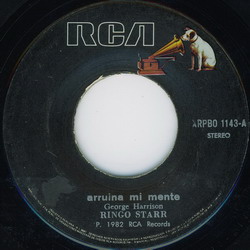 RCA
ARPBO 1143-A
STEREO
arruina mi mente
George Harrison
RINGO STARR
P. 1982 RCA Records